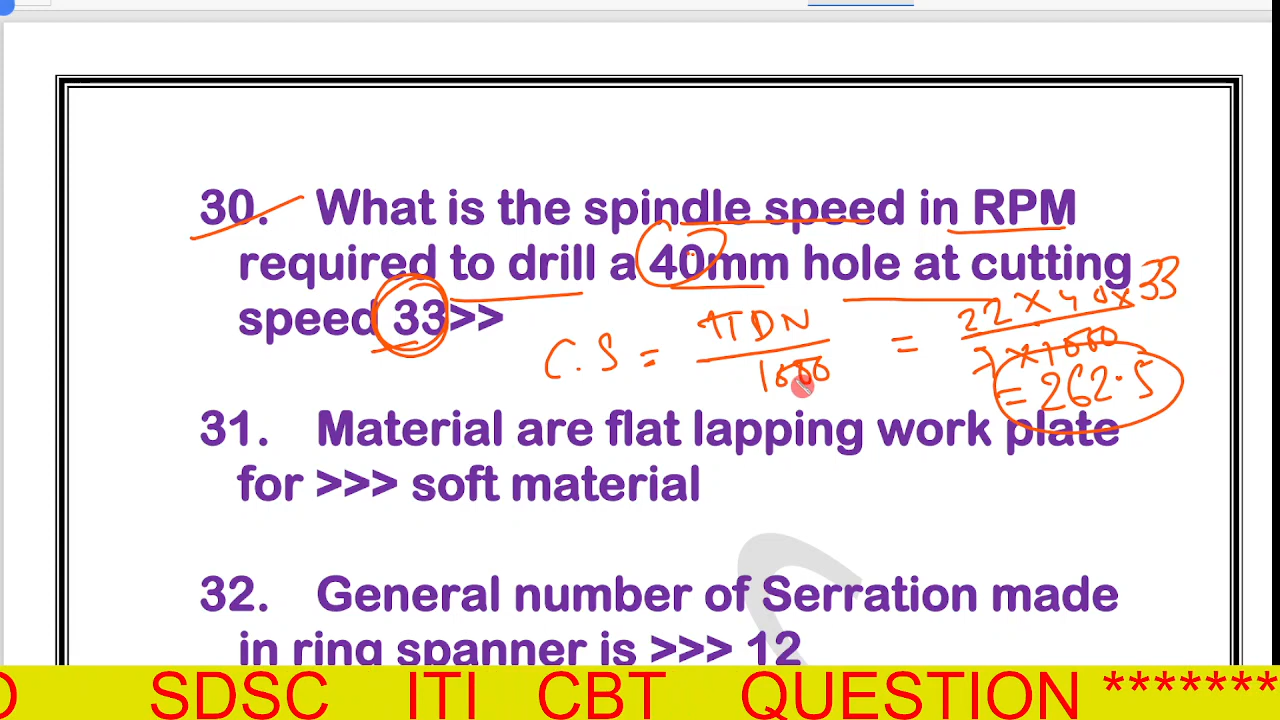 30. What is the spindle speed in RPM
required to drill a 40mm hole at cutting
speed 33>>
C.S = πDN / 1000 = 22 × 40 × 33 / 7 × 1000
= 262.5
31. Material are flat lapping work plate
for >>> soft material
32. General number of Serration made
in ring spanner is >>> 12
SDSC ITI CBT QUESTION *******